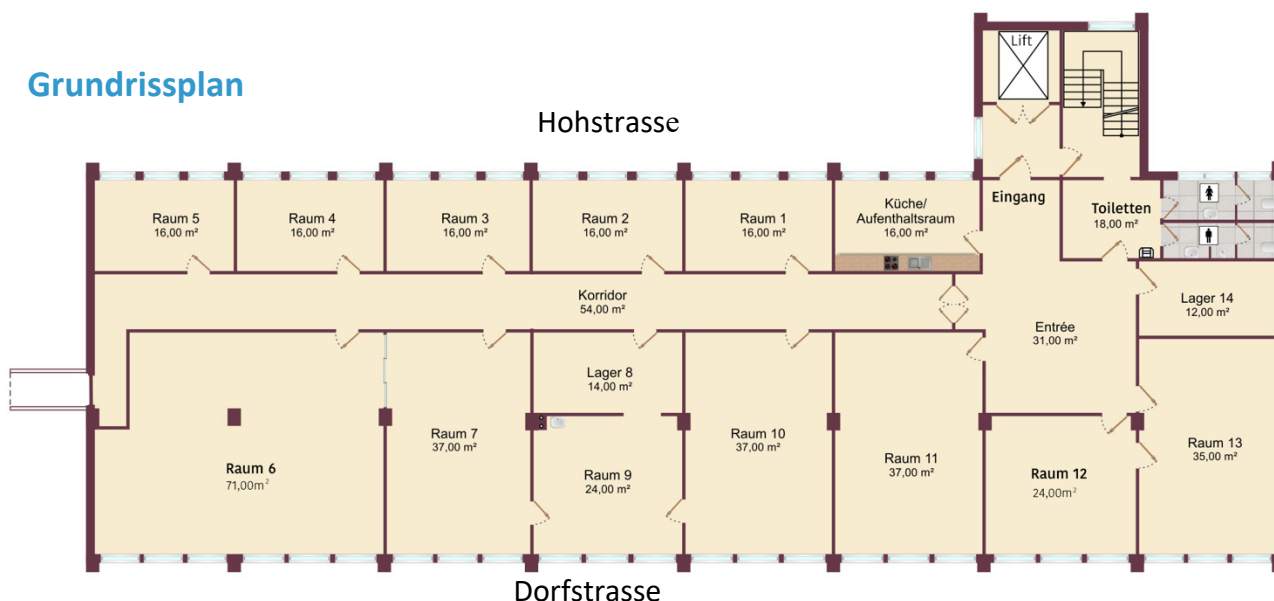 Grundrissplan
Hohstrasse
Lift
Eingang
Toiletten
18,00 m²
Raum 5
16,00 m²
Raum 4
16,00 m²
Raum 3
16,00 m²
Raum 2
16,00 m²
Raum 1
16,00 m²
Küche/
Aufenthaltsraum
16,00 m²
Korridor
54,00 m²
Entrée
31,00 m²
Lager 14
12,00 m²
Raum 6
71,00m²
Raum 7
37,00 m²
Lager 8
14,00 m²
Raum 9
24,00 m²
Raum 10
37,00 m²
Raum 11
37,00 m²
Raum 12
24,00m²
Raum 13
35,00 m²
Dorfstrasse